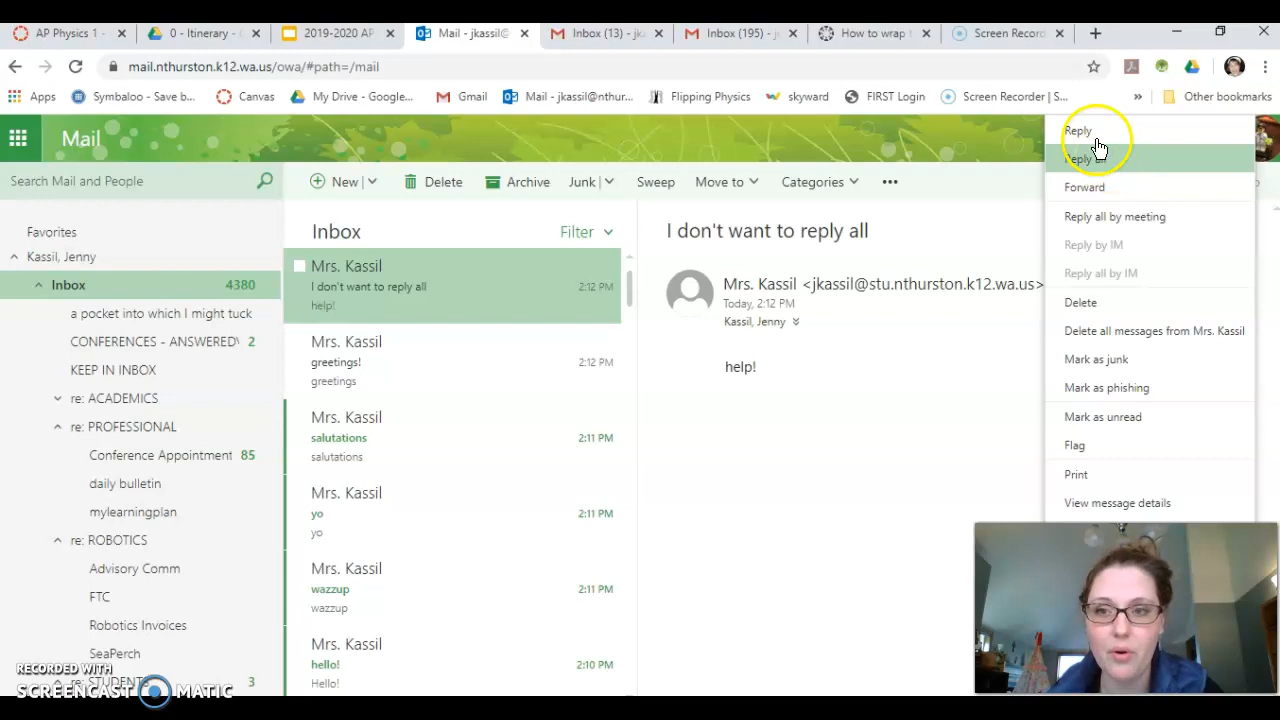 AP Physics 1 -
0 - Itinerary - (
2019-2020 AP
Mail - jkassil@
Inbox (13) - jk
Inbox (195) -
How to wrap
Screen Record
mail.nthurston.k12.wa.us/owa/#path=/mail
Apps
Symbaloo - Save b...
Canvas
My Drive - Google...
Gmail
Mail - jkassil@nthur...
Flipping Physics
skyward
FIRST Login
Screen Recorder | S...
»
Other bookmarks
Mail
Search Mail and People
New
Delete
Archive
Junk
Sweep
Move to
Categories
•••
Favorites
Kassil, Jenny
Inbox 4380
a pocket into which I might tuck
CONFERENCES - ANSWERED 2
KEEP IN INBOX
re: ACADEMICS
re: PROFESSIONAL
Conference Appointment 85
daily bulletin
mylearningplan
re: ROBOTICS
Advisory Comm
FTC
Robotics Invoices
SeaPerch
re: STUDENTS 3
Inbox
Filter
Mrs. Kassil
I don't want to reply all 2:12 PM
help!
Mrs. Kassil
greetings! 2:12 PM
greetings
Mrs. Kassil
salutations 2:11 PM
salutations
Mrs. Kassil
yo 2:11 PM
yo
Mrs. Kassil
wazzup 2:11 PM
wazzup
Mrs. Kassil
hello! 2:10 PM
Hello!
I don't want to reply all
Mrs. Kassil <jkassil@stu.nthurston.k12.wa.us>
Today, 2:12 PM
Kassil, Jenny
help!
Reply
Reply all
Forward
Reply all by meeting
Reply by IM
Reply all by IM
Delete
Delete all messages from Mrs. Kassil
Mark as junk
Mark as phishing
Mark as unread
Flag
Print
View message details
RECORDED WITH
SCREENCAST MATIC